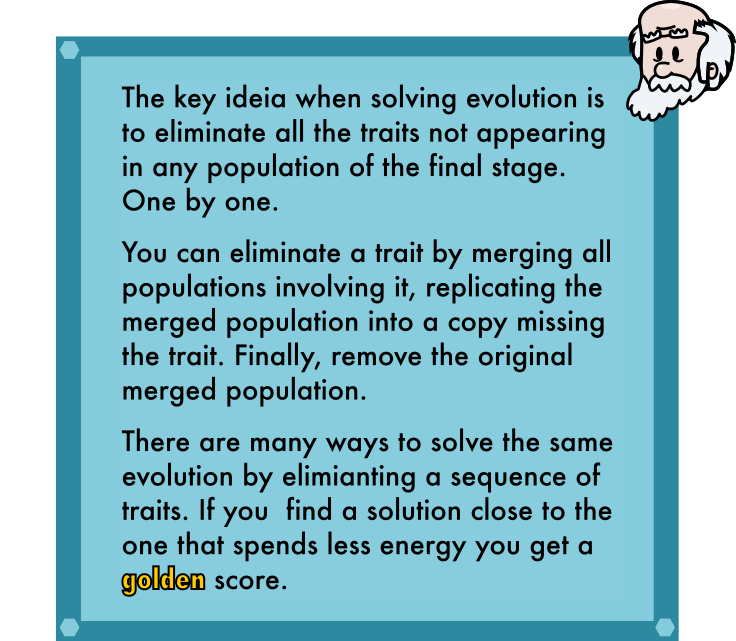 The key ideia when solving evolution is
to eliminate all the traits not appearing
in any population of the final stage.
One by one.
You can eliminate a trait by merging all
populations involving it, replicating the
merged population into a copy missing
the trait. Finally, remove the original
merged population.
There are many ways to solve the same
evolution by elimianting a sequence of
traits. If you  find a solution close to the
one that spends less energy you get a
golden score.